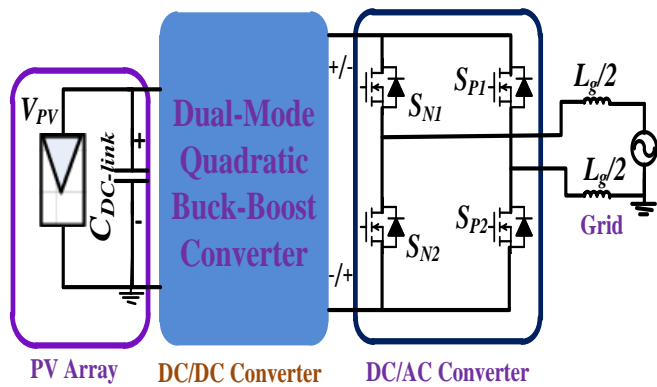 V_PV
+
-
C_DC-link
PV Array
Dual-Mode
Quadratic
Buck-Boost
Converter
DC/DC Converter
+/-
-/+
S_N1
S_P1
S_N2
S_P2
DC/AC Converter
L_g/2
L_g/2
Grid